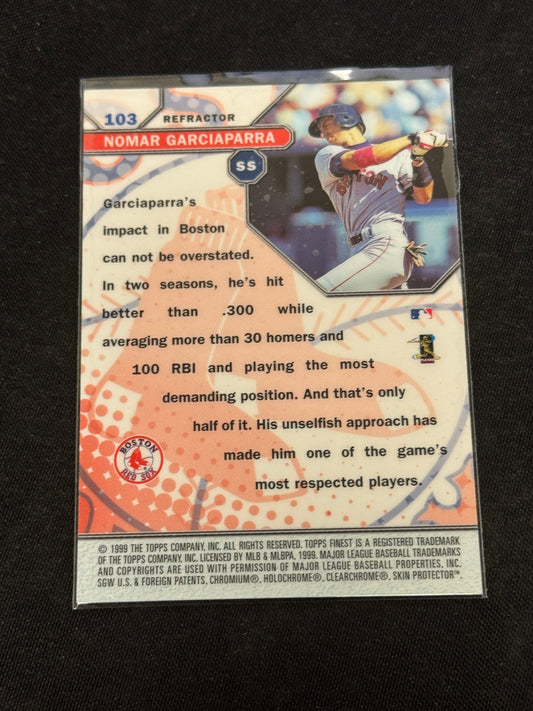 103 REFRACTOR
NOMAR GARCIAPARRA
SS
BOSTON
Garciaparra's
impact in Boston
can not be overstated.
In two seasons, he's hit
better than .300 while
averaging more than 30 homers and
100 RBI and playing the most
demanding position. And that's only
half of it. His unselfish approach has
made him one of the game's
most respected players.
BOSTON
RED SOX
© 1999 THE TOPPS COMPANY, INC. ALL RIGHTS RESERVED. TOPPS FINEST IS A REGISTERED TRADEMARK
OF THE TOPPS COMPANY, INC. LICENSED BY MLB & MLBPA, 1999. MAJOR LEAGUE BASEBALL TRADEMARKS
AND COPYRIGHTS ARE USED WITH PERMISSION OF MAJOR LEAGUE BASEBALL PROPERTIES, INC.
SGW U.S. & FOREIGN PATENTS, CHROMIUM®, HOLOCHROME®, CLEARCHROME®, SKIN PROTECTOR™.